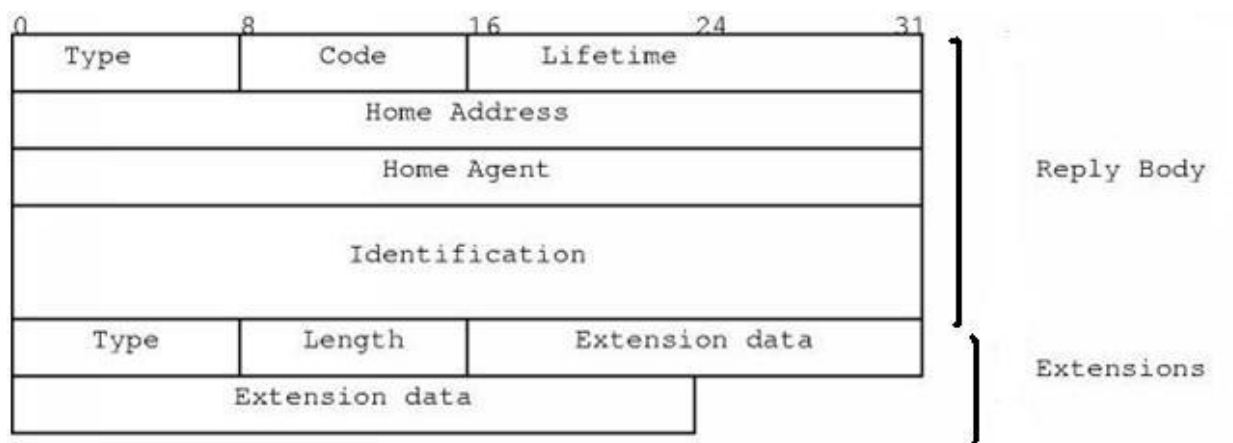 0 8 16 24 31
Type Code Lifetime
Home Address
Home Agent Reply Body
Identification
Type Length Extension data
Extensions
Extension data